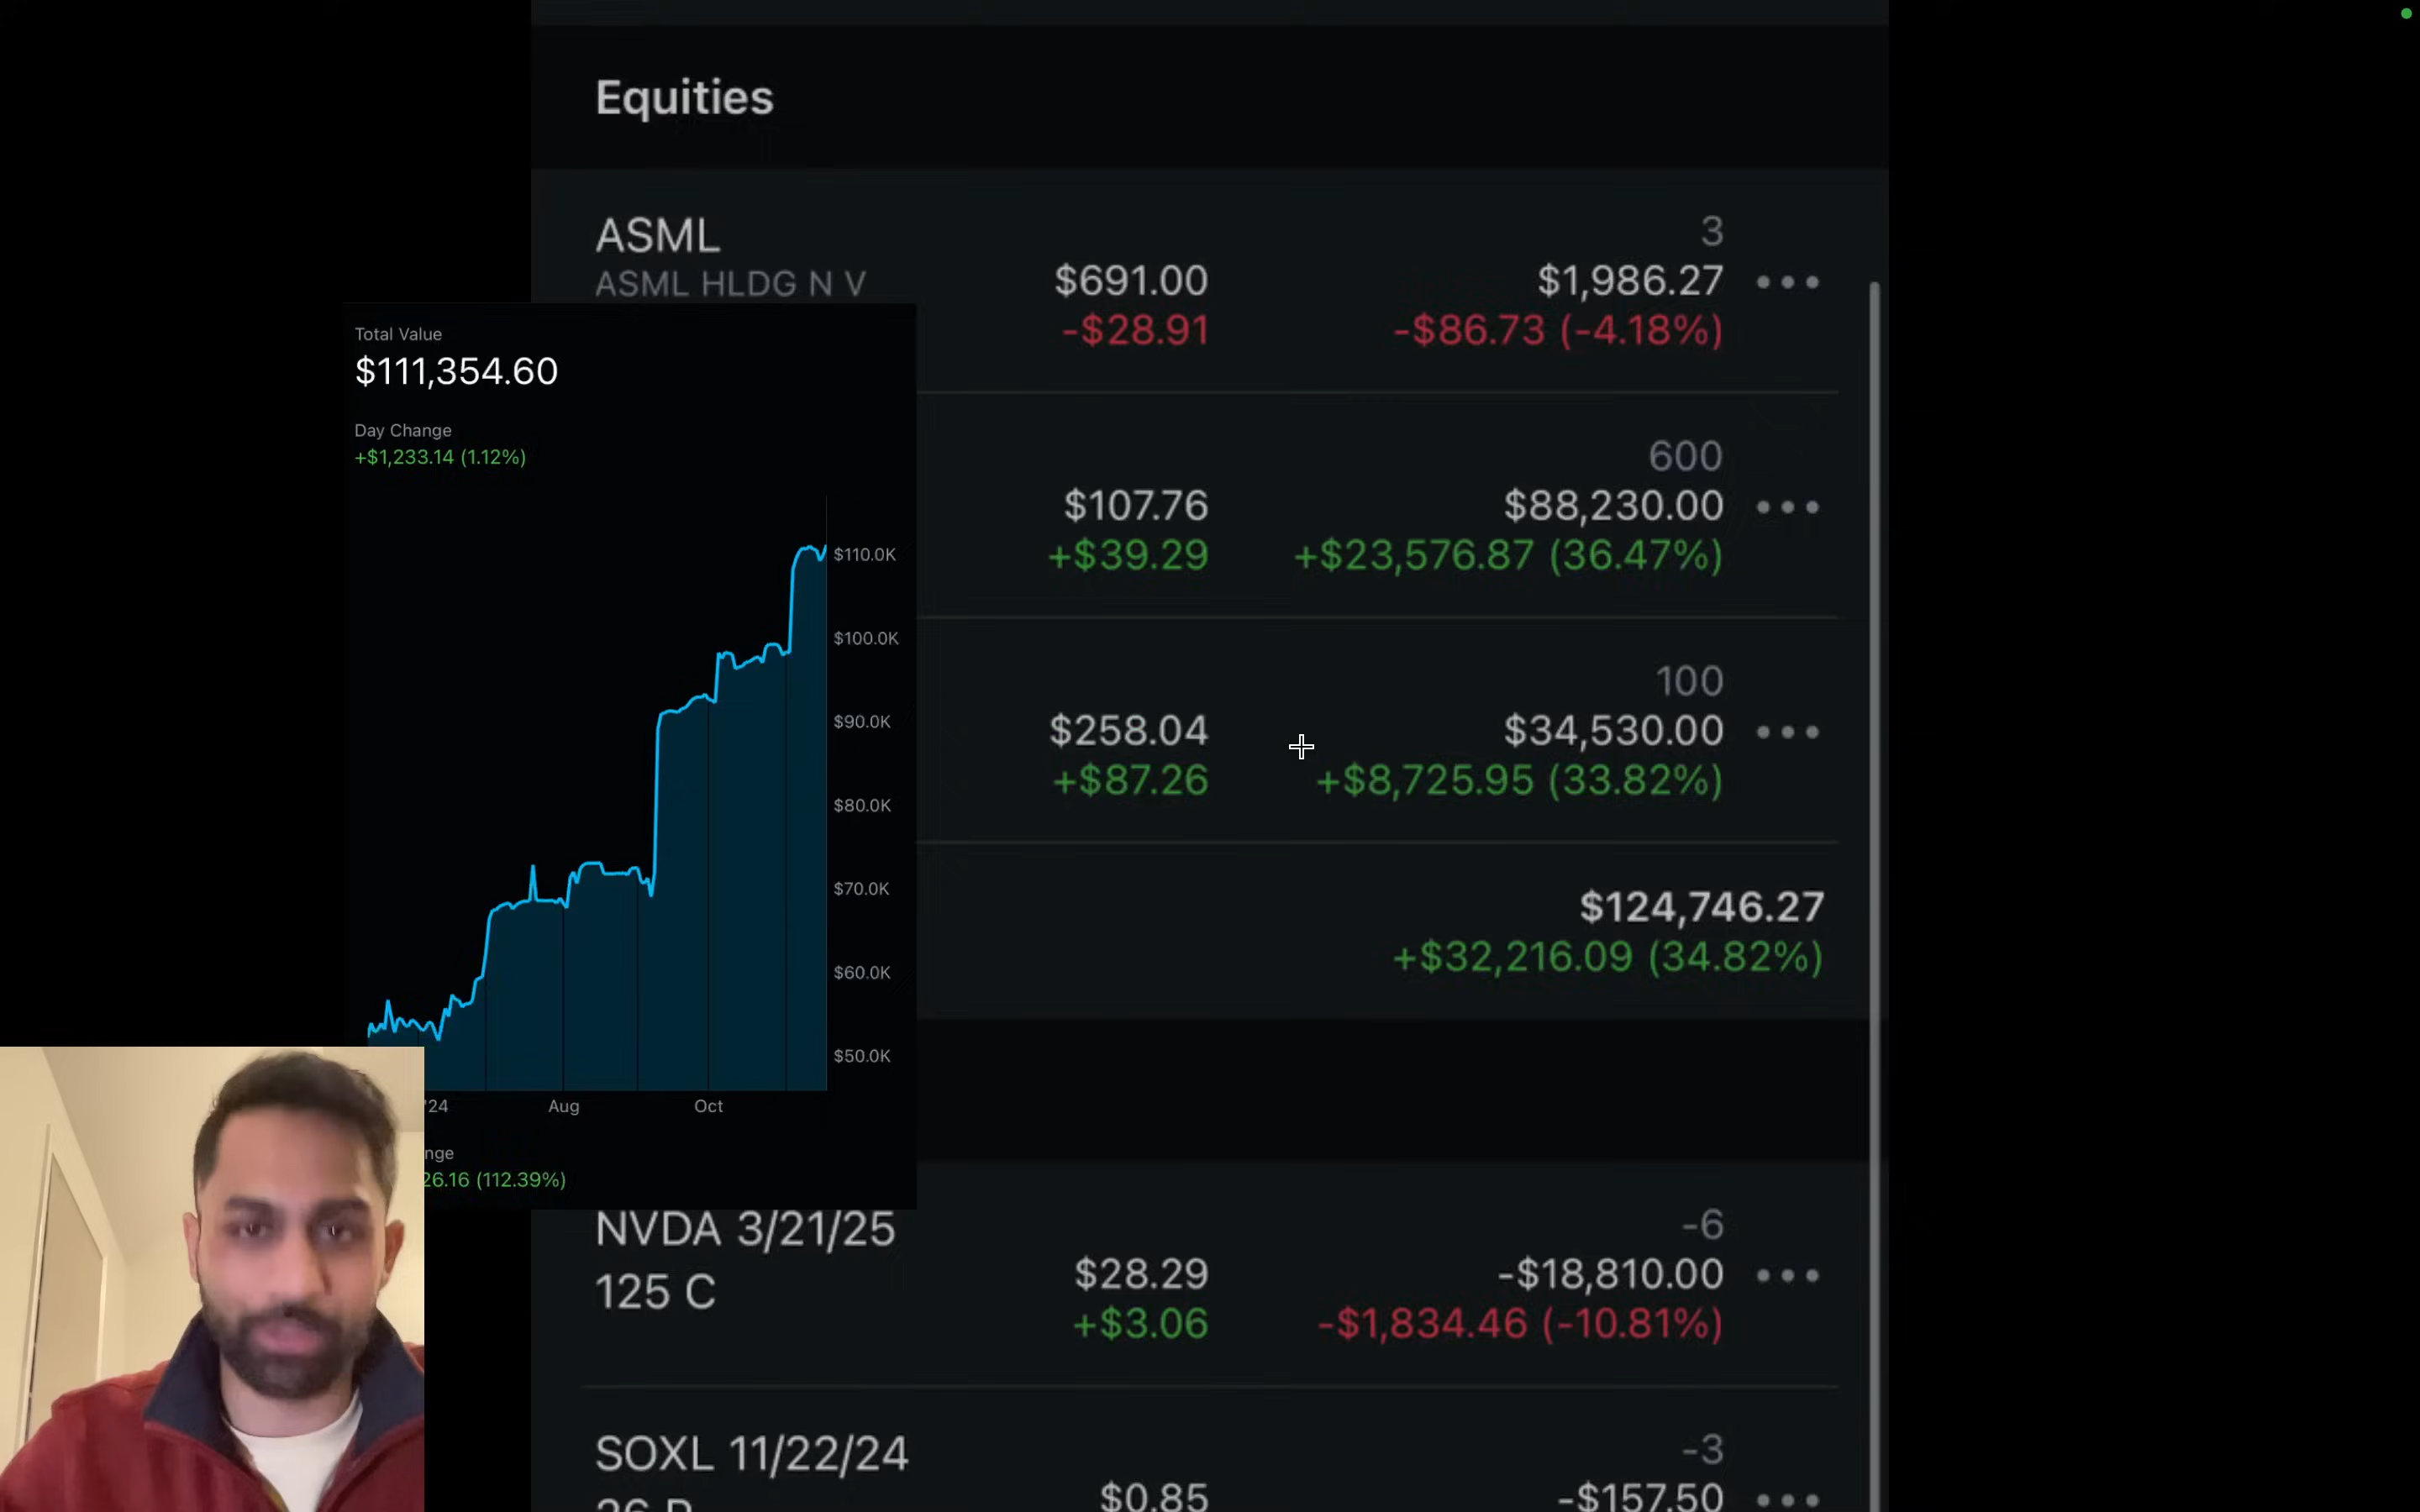 Equities
ASML
3
ASML HLDG N V
$691.00
$1,986.27
-$28.91
-$86.73 (-4.18%)
600
$107.76
$88,230.00
+$39.29
+$23,576.87 (36.47%)
100
$258.04
$34,530.00
+$87.26
+$8,725.95 (33.82%)
$124,746.27
+$32,216.09 (34.82%)
Total Value
$111,354.60
Day Change
+$1,233.14 (1.12%)
$110.0K
$100.0K
$90.0K
$80.0K
$70.0K
$60.0K
$50.0K
'24
Aug
Oct
nge
26.16 (112.39%)
NVDA 3/21/25
-6
125 C
$28.29
-$18,810.00
+$3.06
-$1,834.46 (-10.81%)
SOXL 11/22/24
-3
$0.85
-$157.50